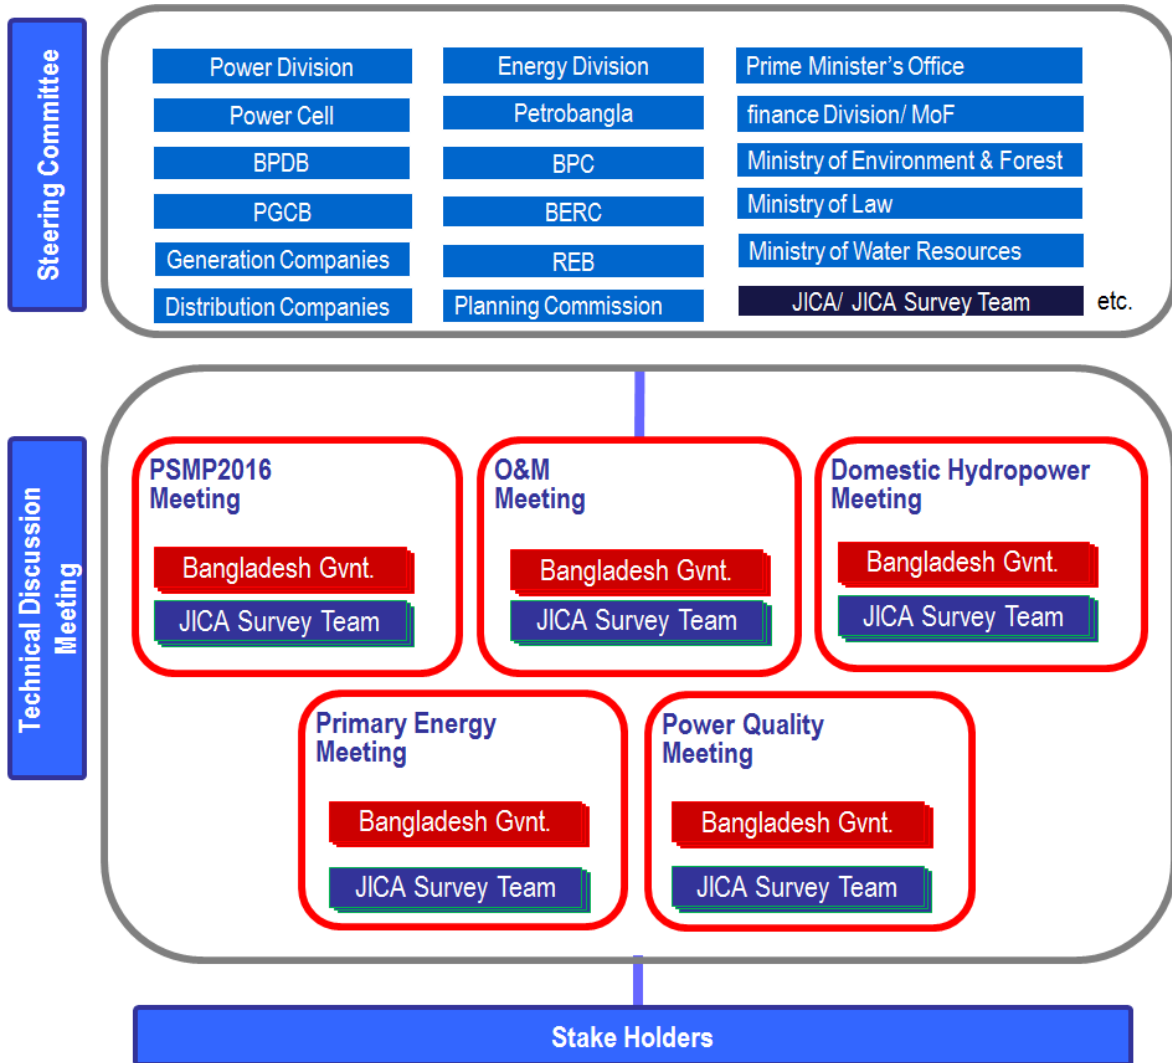 Steering Committee
Power Division
Power Cell
BPDB
PGCB
Generation Companies
Distribution Companies
Energy Division
Petrobangla
BPC
BERC
REB
Planning Commission
Prime Minister's Office
finance Division/ MoF
Ministry of Environment & Forest
Ministry of Law
Ministry of Water Resources
JICA/ JICA Survey Team
etc.
Technical Discussion
Meeting
PSMP2016
Meeting
Bangladesh Gvnt.
JICA Survey Team
O&M
Meeting
Bangladesh Gvnt.
JICA Survey Team
Domestic Hydropower
Meeting
Bangladesh Gvnt.
JICA Survey Team
Primary Energy
Meeting
Bangladesh Gvnt.
JICA Survey Team
Power Quality
Meeting
Bangladesh Gvnt.
JICA Survey Team
Stake Holders